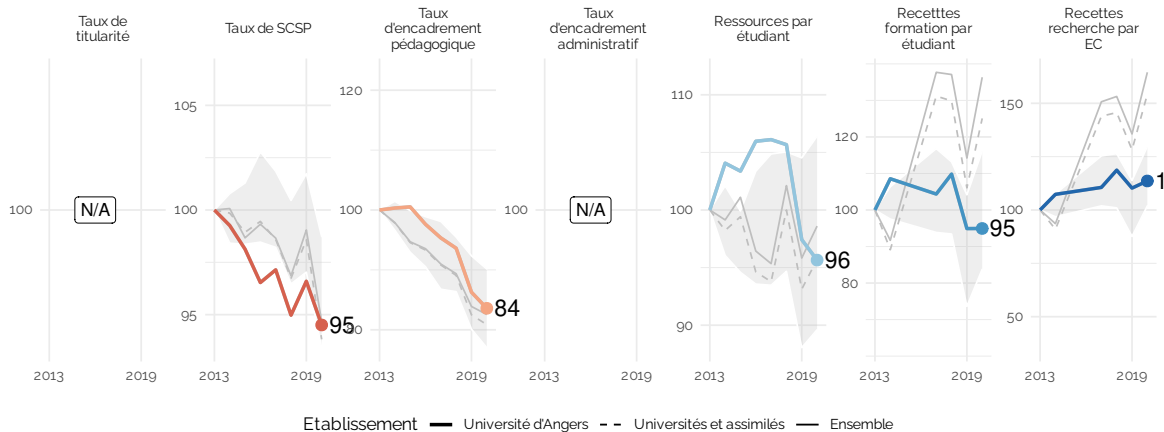 Taux de
titularité
Taux de SCSP
Taux
d'encadrement
pédagogique
Taux
d'encadrement
administratif
Ressources par
étudiant
Recetttes
formation par
étudiant
Recettes
recherche par
EC
100
N/A
2013
2019
105
100
95
95
2013
2019
120
100
80
84
2013
2019
100
N/A
2013
2019
110
100
90
96
2013
2019
120
100
80
95
2013
2019
150
100
50
1
2013
2019
Etablissement
Université d'Angers
Universités et assimilés
Ensemble